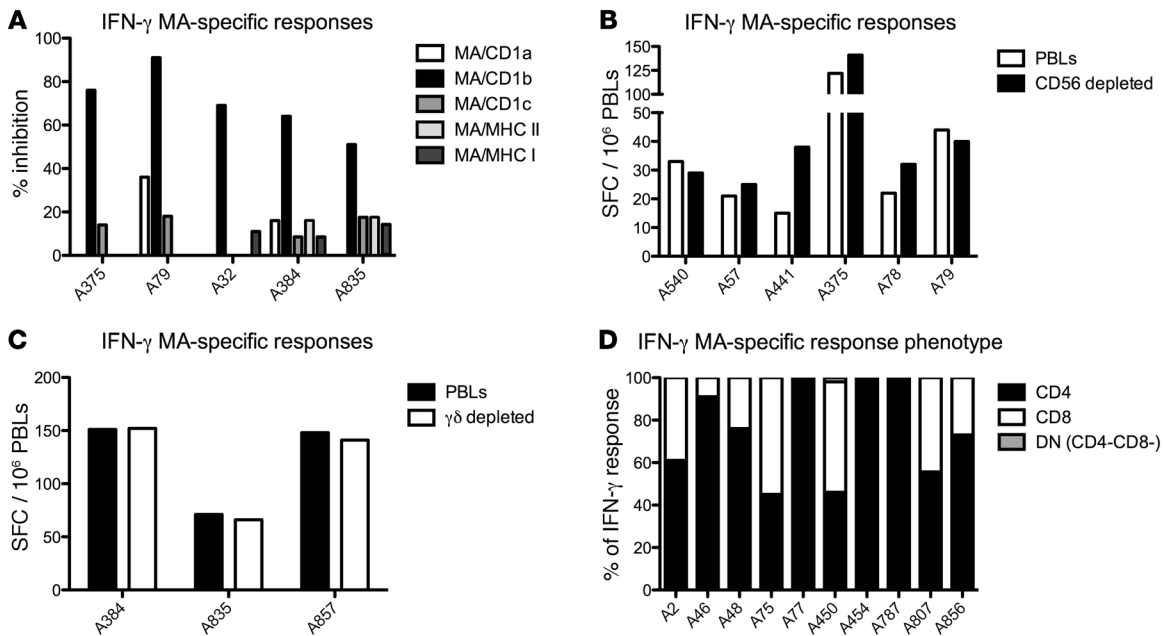 A IFN-γ MA-specific responses
% inhibition
100
80
60
40
20
0
A375 A79 A32 A384 A835
MA/CD1a
MA/CD1b
MA/CD1c
MA/MHC II
MA/MHC I
B IFN-γ MA-specific responses
SFC / 10⁶ PBLs
150
125
100
50
40
30
20
10
0
A540 A57 A441 A375 A78 A79
PBLs
CD56 depleted
C IFN-γ MA-specific responses
SFC / 10⁶ PBLs
200
150
100
50
0
A384 A835 A857
PBLs
γδ depleted
D IFN-γ MA-specific response phenotype
% of IFN-γ response
100
80
60
40
20
0
A2 A46 A48 A75 A77 A450 A454 A787 A807 A856
CD4
CD8
DN (CD4-CD8-)